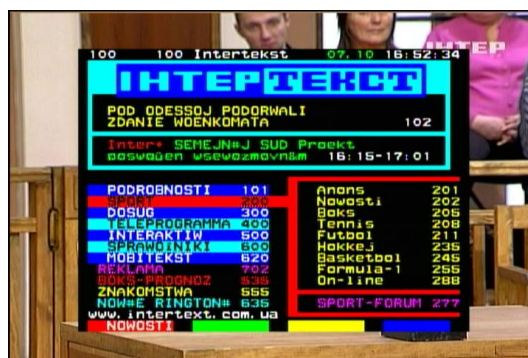 100 100 Intertekst 07.10 16:52:34
ІНТЕР
ІНТЕРТЕКСТ
POD ODESSOJ PODORWALI
ZDANIE WOENKOMATA 102
Inter+ SEMEJN#J SUD Proekt
poswqüen wsewozmovn&m 16:15-17:01
PODROBNOSTI 101
SPORT 200
DOSUG 300
TELEPROGRAMMA 400
INTERAKTIW 500
SPRAWO¤NIKI 600
MOBITEKST 620
REKLAMA 702
BOKS-PROGNOZ 535
ZNAKOMSTWA 555
NOW#E RINGTON# 635
www.intertext.com.ua
Anons 201
Nowosti 202
Boks 205
Tennis 208
Futbol 211
Hokkej 235
Basketbol 245
Formula-1 255
On-line 288
SPORT-FORUM 277
NOWOSTI